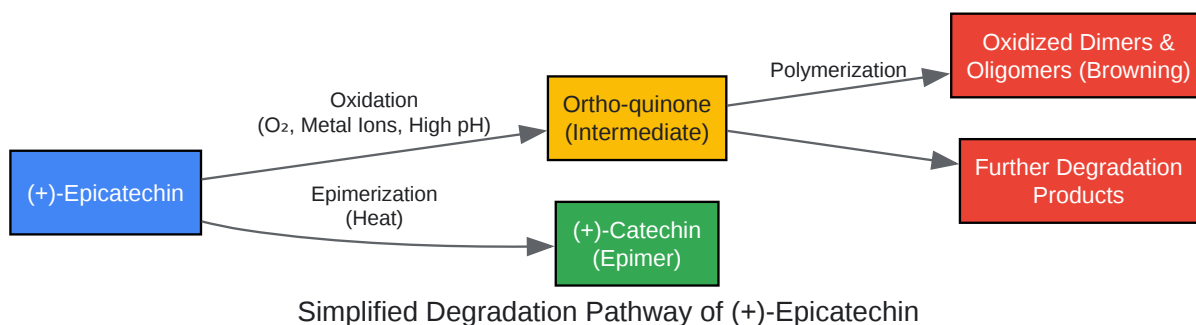 (+)-Epicatechin
Oxidation
(O₂, Metal Ions, High pH)
Epimerization
(Heat)
Ortho-quinone
(Intermediate)
(+)-Catechin
(Epimer)
Polymerization
Oxidized Dimers &
Oligomers (Browning)
Further Degradation
Products
Simplified Degradation Pathway of (+)-Epicatechin